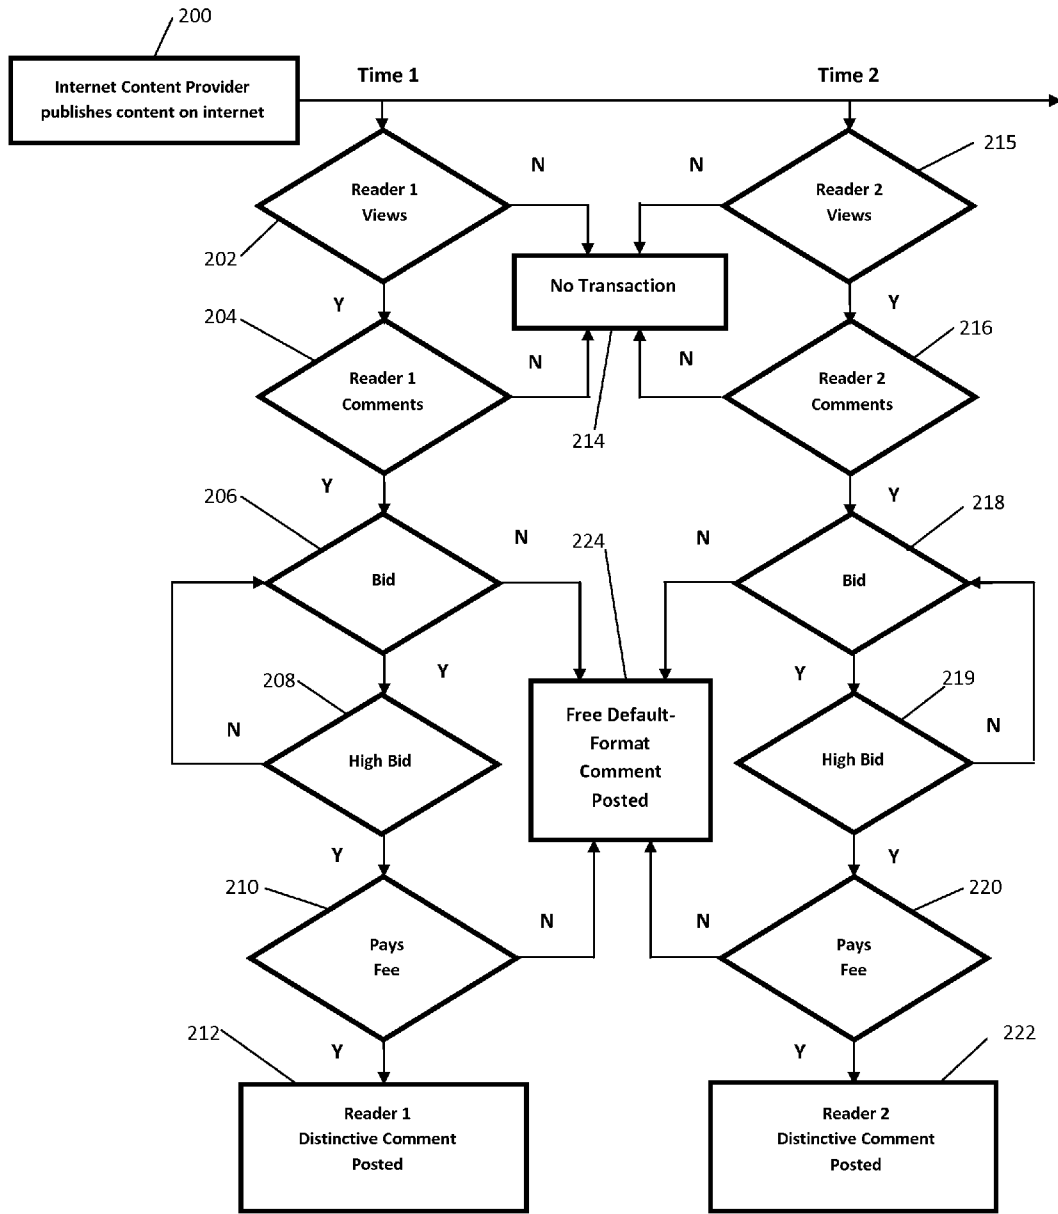 200
Internet Content Provider
publishes content on internet
Time 1
Time 2
215
N
N
Reader 1
Views
Reader 2
Views
202
No Transaction
Y
Y
204
216
N
N
Reader 1
Comments
Reader 2
Comments
214
Y
Y
206
218
N
224
N
Bid
Bid
Y
Y
208
219
N
Free Default-
Format
Comment
Posted
N
High Bid
High Bid
Y
Y
210
220
N
N
Pays
Fee
Pays
Fee
212
222
Y
Y
Reader 1
Distinctive Comment
Posted
Reader 2
Distinctive Comment
Posted